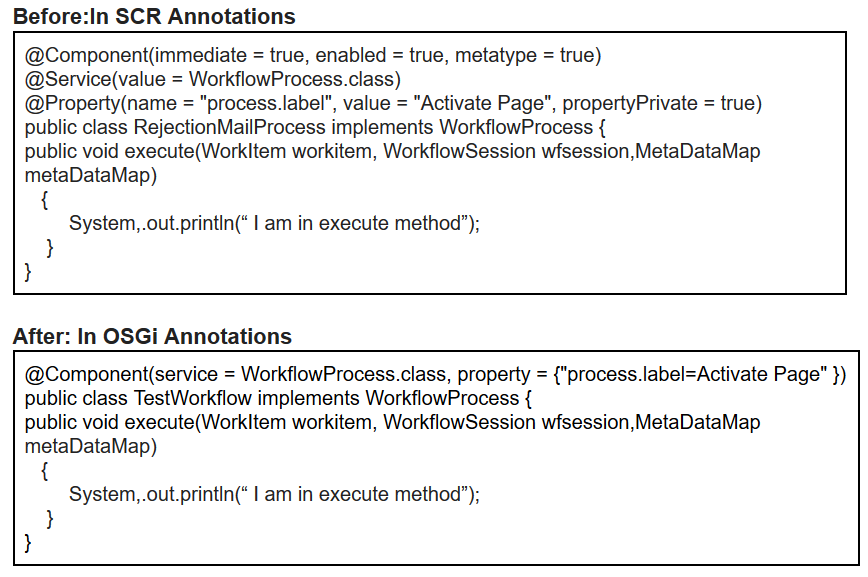 Before:In SCR Annotations
@Component(immediate = true, enabled = true, metatype = true)
@Service(value = WorkflowProcess.class)
@Property(name = "process.label", value = "Activate Page", propertyPrivate = true)
public class RejectionMailProcess implements WorkflowProcess {
public void execute(WorkItem workitem, WorkflowSession wfsession,MetaDataMap
metaDataMap)
{
System,.out.println(“ I am in execute method”);
}
}
After: In OSGi Annotations
@Component(service = WorkflowProcess.class, property = {"process.label=Activate Page" })
public class TestWorkflow implements WorkflowProcess {
public void execute(WorkItem workitem, WorkflowSession wfsession,MetaDataMap
metaDataMap)
{
System,.out.println(“ I am in execute method”);
}
}